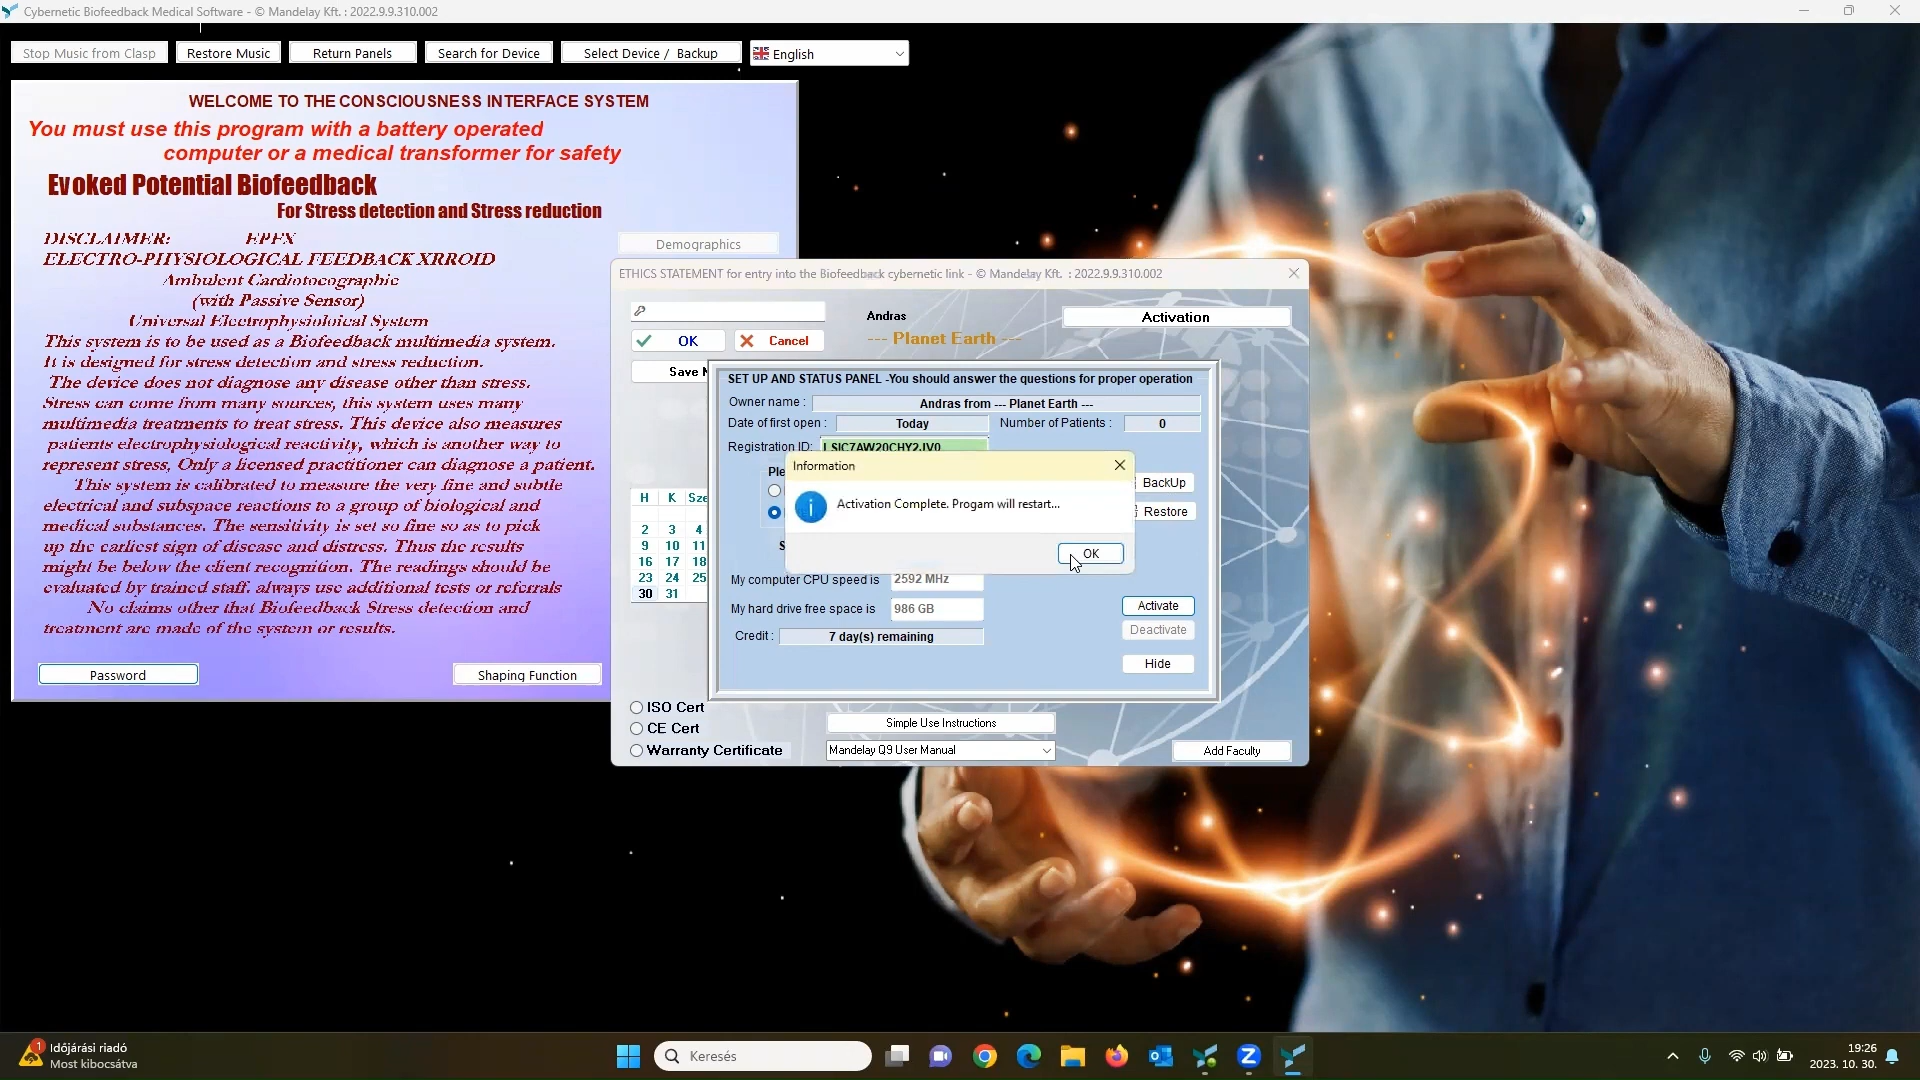 Cybernetic Biofeedback Medical Software - © Mandelay Kft. : 2022.9.9.310.002
Stop Music from Clasp
Restore Music
Return Panels
Search for Device
Select Device / Backup
English
WELCOME TO THE CONSCIOUSNESS INTERFACE SYSTEM
You must use this program with a battery operated
computer or a medical transformer for safety
Evoked Potential Biofeedback
For Stress detection and Stress reduction
DISCLAIMER: EPFX
ELECTRO-PHYSIOLOGICAL FEEDBACK XRROID
Ambulent Cardiotocographic
(with Passive Sensor)
Universal Electrophysioloical System
This system is to be used as a Biofeedback multimedia system.
It is designed for stress detection and stress reduction.
The device does not diagnose any disease other than stress.
Stress can come from many sources, this system uses many
multimedia treatments to treat stress. This device also measures
patients electrophysiological reactivity, which is another way to
represent stress, Only a licensed practitioner can diagnose a patient.
This system is calibrated to measure the very fine and subtle
electrical and subspace reactions to a group of biological and
medical substances. The sensitivity is set so fine so as to pick
up the earliest sign of disease and distress. Thus the results
might be below the client recognition. The readings should be
evaluated by trained staff. always use additional tests or referrals
No claims other that Biofeedback Stress detection and
treatment are made of the system or results.
Password
Shaping Function
Demographics
ETHICS STATEMENT for entry into the Biofeedback cybernetic link - © Mandelay Kft. : 2022.9.9.310.002
Andras
Activation
OK
Cancel
--- Planet Earth ---
Save
SET UP AND STATUS PANEL -You should answer the questions for proper operation
Owner name : Andras from --- Planet Earth ---
Date of first open : Today
Number of Patients : 0
Registration ID: LSIC7AW20CHY2JV0
Ple
Information
Activation Complete. Progam will restart...
OK
BackUp
Restore
S
H K Sze
2 3 4
9 10 11
16 17 18
23 24 25
30 31
My computer CPU speed is 2592 MHz
My hard drive free space is 986 GB
Credit : 7 day(s) remaining
Activate
Deactivate
Hide
ISO Cert
CE Cert
Warranty Certificate
Simple Use Instructions
Mandelay Q9 User Manual
Add Faculty
1
Időjárási riadó
Most kibocsátva
Keresés
19:26
2023. 10. 30.